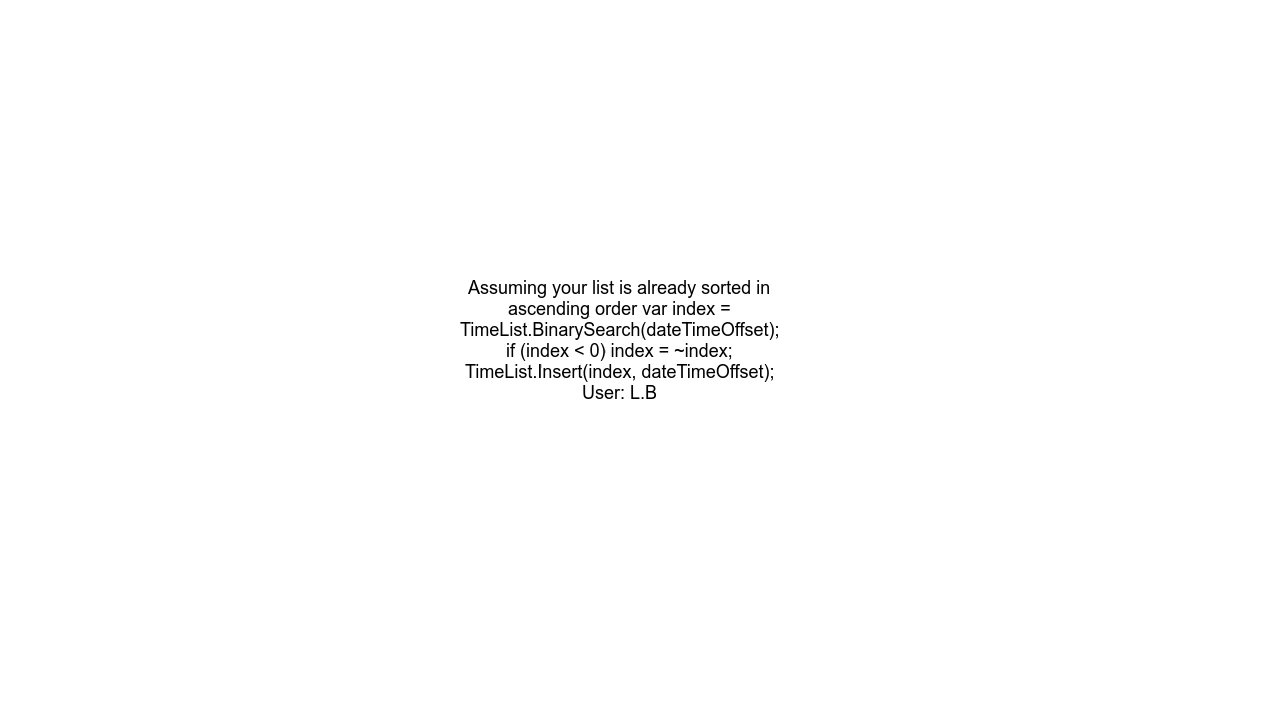 Assuming your list is already sorted in
ascending order var index =
TimeList.BinarySearch(dateTimeOffset);
if (index < 0) index = ~index;
TimeList.Insert(index, dateTimeOffset);
User: L.B